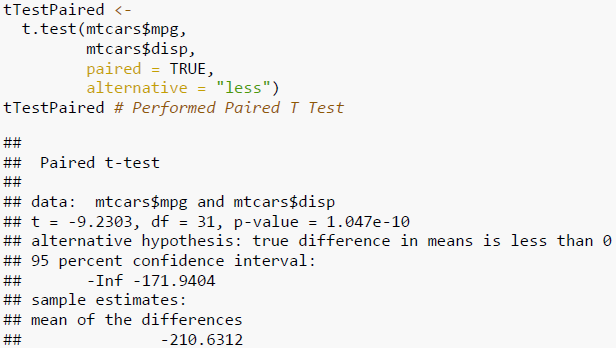 tTestPaired <-
  t.test(mtcars$mpg,
         mtcars$disp,
         paired = TRUE,
         alternative = "less")
tTestPaired # Performed Paired T Test
##
##  Paired t-test
##
## data:  mtcars$mpg and mtcars$disp
## t = -9.2303, df = 31, p-value = 1.047e-10
## alternative hypothesis: true difference in means is less than 0
## 95 percent confidence interval:
##       -Inf -171.9404
## sample estimates:
## mean of the differences
##               -210.6312